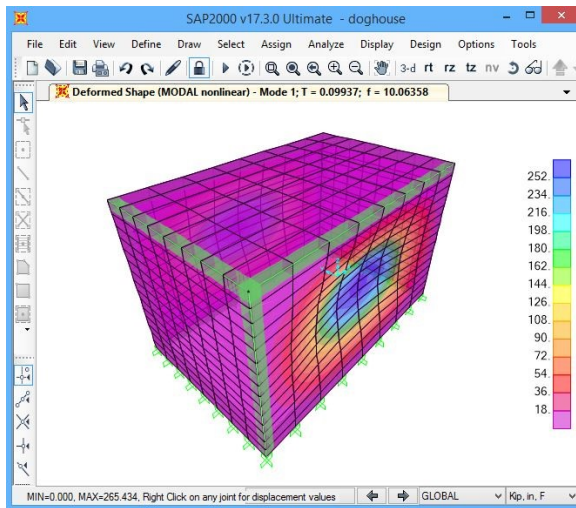 SAP2000 v17.3.0 Ultimate - doghouse
File Edit View Define Draw Select Assign Analyze Display Design Options Tools
3-d rt rz tz nv
Deformed Shape (MODAL nonlinear) - Mode 1; T = 0.09937; f = 10.06358
252.
234.
216.
198.
180.
162.
144.
126.
108.
90.
72.
54.
36.
18.
MIN=0.000, MAX=265.434, Right Click on any joint for displacement values GLOBAL Kip, in, F